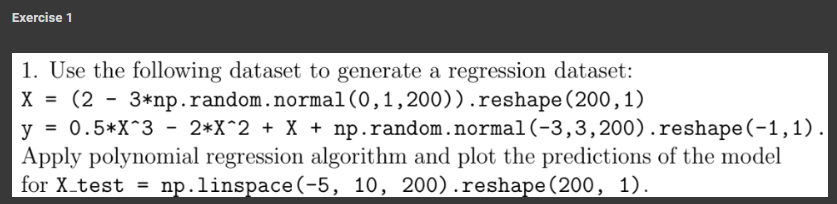 Exercise 1
1. Use the following dataset to generate a regression dataset:
X = (2 - 3*np.random.normal(0,1,200)).reshape(200,1)
y = 0.5*X^3 - 2*X^2 + X + np.random.normal(-3,3,200).reshape(-1,1).
Apply polynomial regression algorithm and plot the predictions of the model
for X_test = np.linspace(-5, 10, 200).reshape(200, 1).